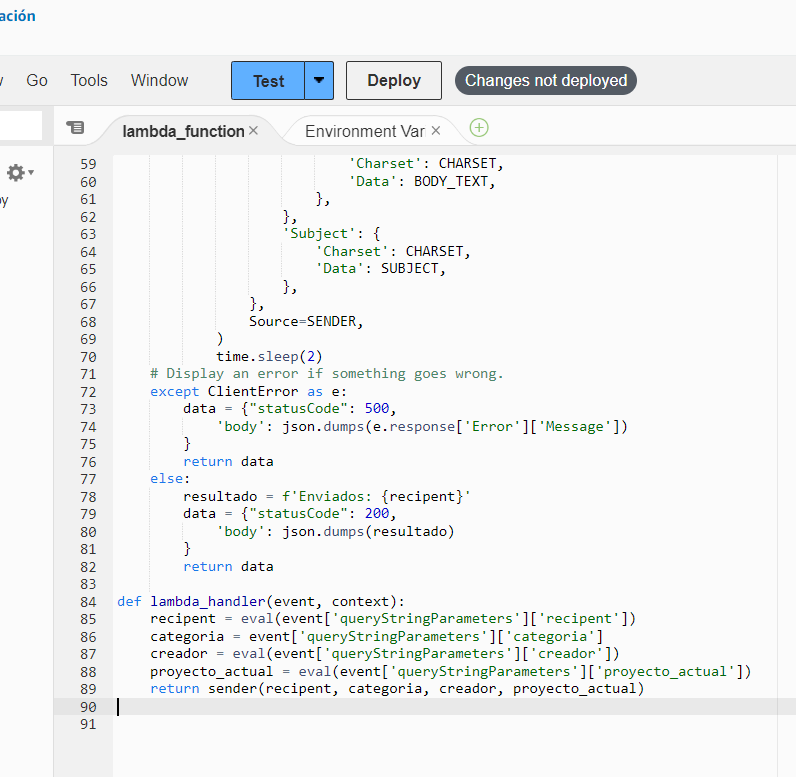 ación
Go Tools Window Test Deploy Changes not deployed
lambda_function × Environment Var ×
59 'Charset': CHARSET,
60 'Data': BODY_TEXT,
61 },
62 },
63 'Subject': {
64 'Charset': CHARSET,
65 'Data': SUBJECT,
66 },
67 },
68 Source=SENDER,
69 )
70 time.sleep(2)
71 # Display an error if something goes wrong.
72 except ClientError as e:
73 data = {"statusCode": 500,
74 'body': json.dumps(e.response['Error']['Message'])
75 }
76 return data
77 else:
78 resultado = f'Enviados: {recipent}'
79 data = {"statusCode": 200,
80 'body': json.dumps(resultado)
81 }
82 return data
83
84 def lambda_handler(event, context):
85 recipent = eval(event['queryStringParameters']['recipent'])
86 categoria = event['queryStringParameters']['categoria']
87 creador = eval(event['queryStringParameters']['creador'])
88 proyecto_actual = eval(event['queryStringParameters']['proyecto_actual'])
89 return sender(recipent, categoria, creador, proyecto_actual)
90
91